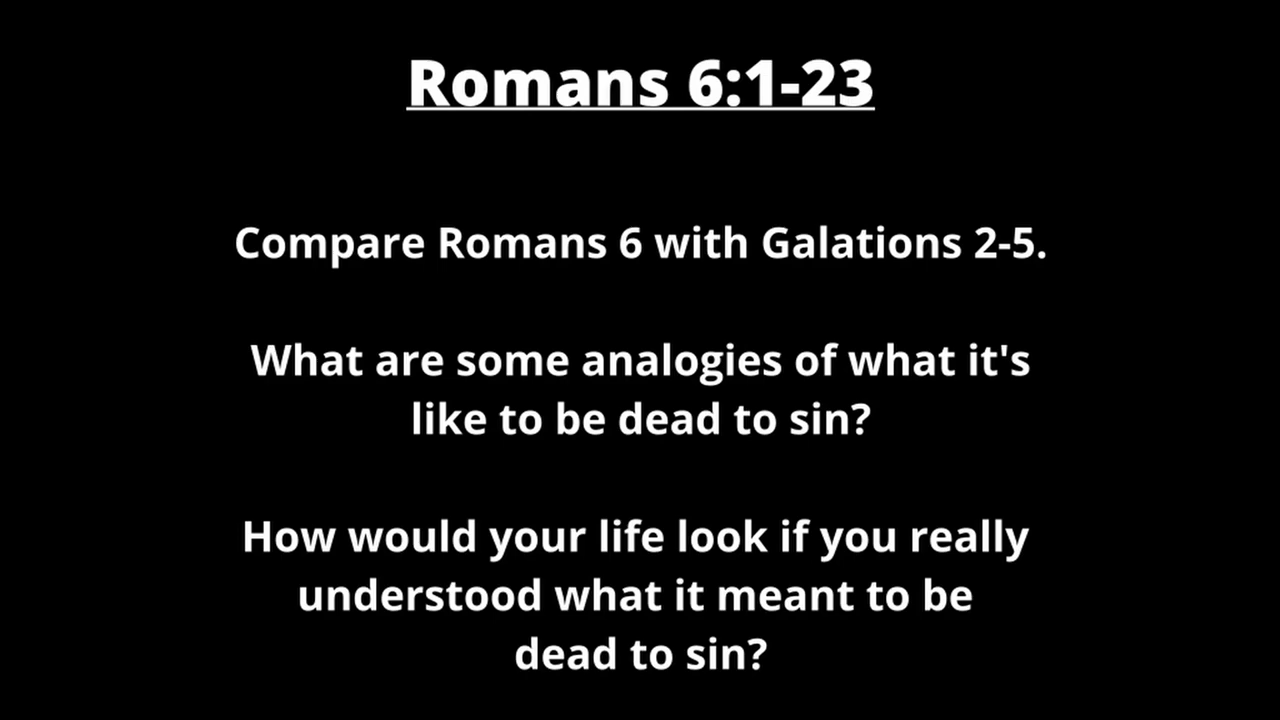 Romans 6:1-23
Compare Romans 6 with Galations 2-5.
What are some analogies of what it's
like to be dead to sin?
How would your life look if you really
understood what it meant to be
dead to sin?